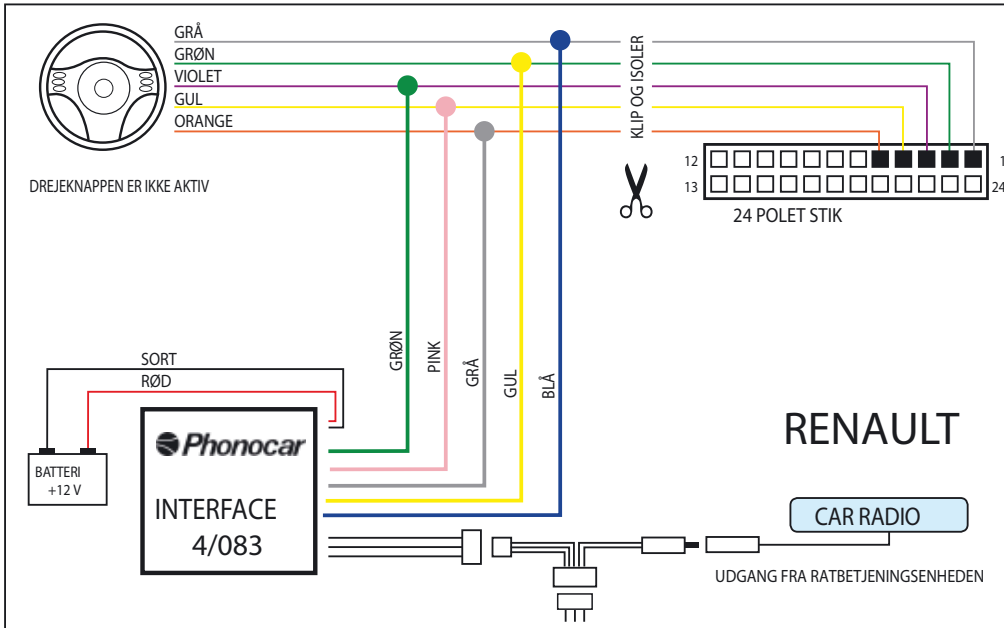 GRÅ
GRØN
VIOLET
GUL
ORANGE
KLIP OG ISOLER
12
1
13
24
24 POLET STIK
DREJEKNAPPEN ER IKKE AKTIV
GRØN
PINK
GRÅ
GUL
BLÅ
SORT
RØD
RENAULT
Phonocar
BATTERI
+12 V
INTERFACE
4/083
CAR RADIO
UDGANG FRA RATBETJENINGSENHEDEN